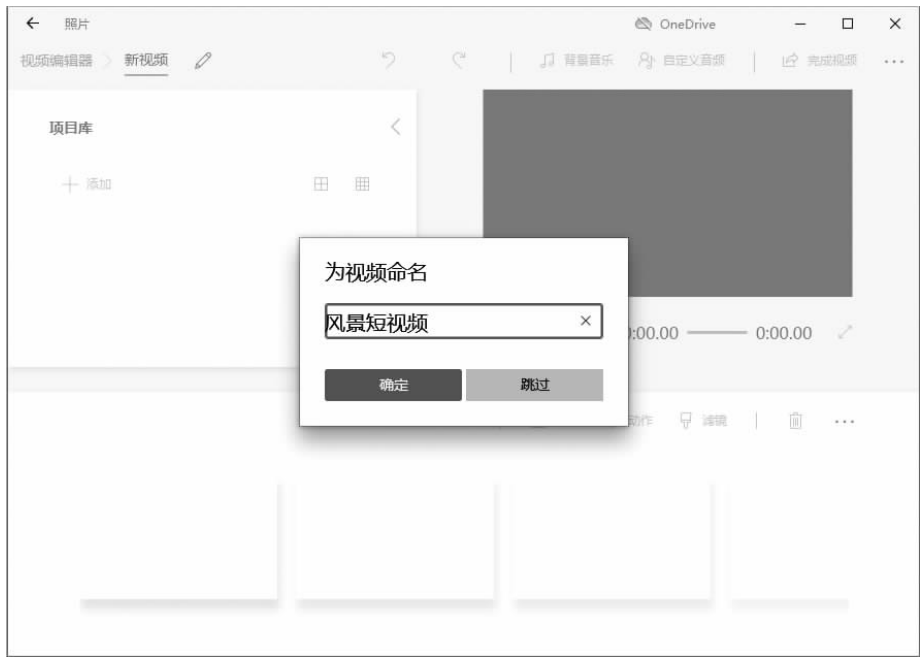 照片
OneDrive
视频编辑器 新视频 背景音乐 自定义音频 完成视频
项目库
添加
为视频命名
风景短视频
:00.00 0:00.00
确定 跳过
动作 滤镜